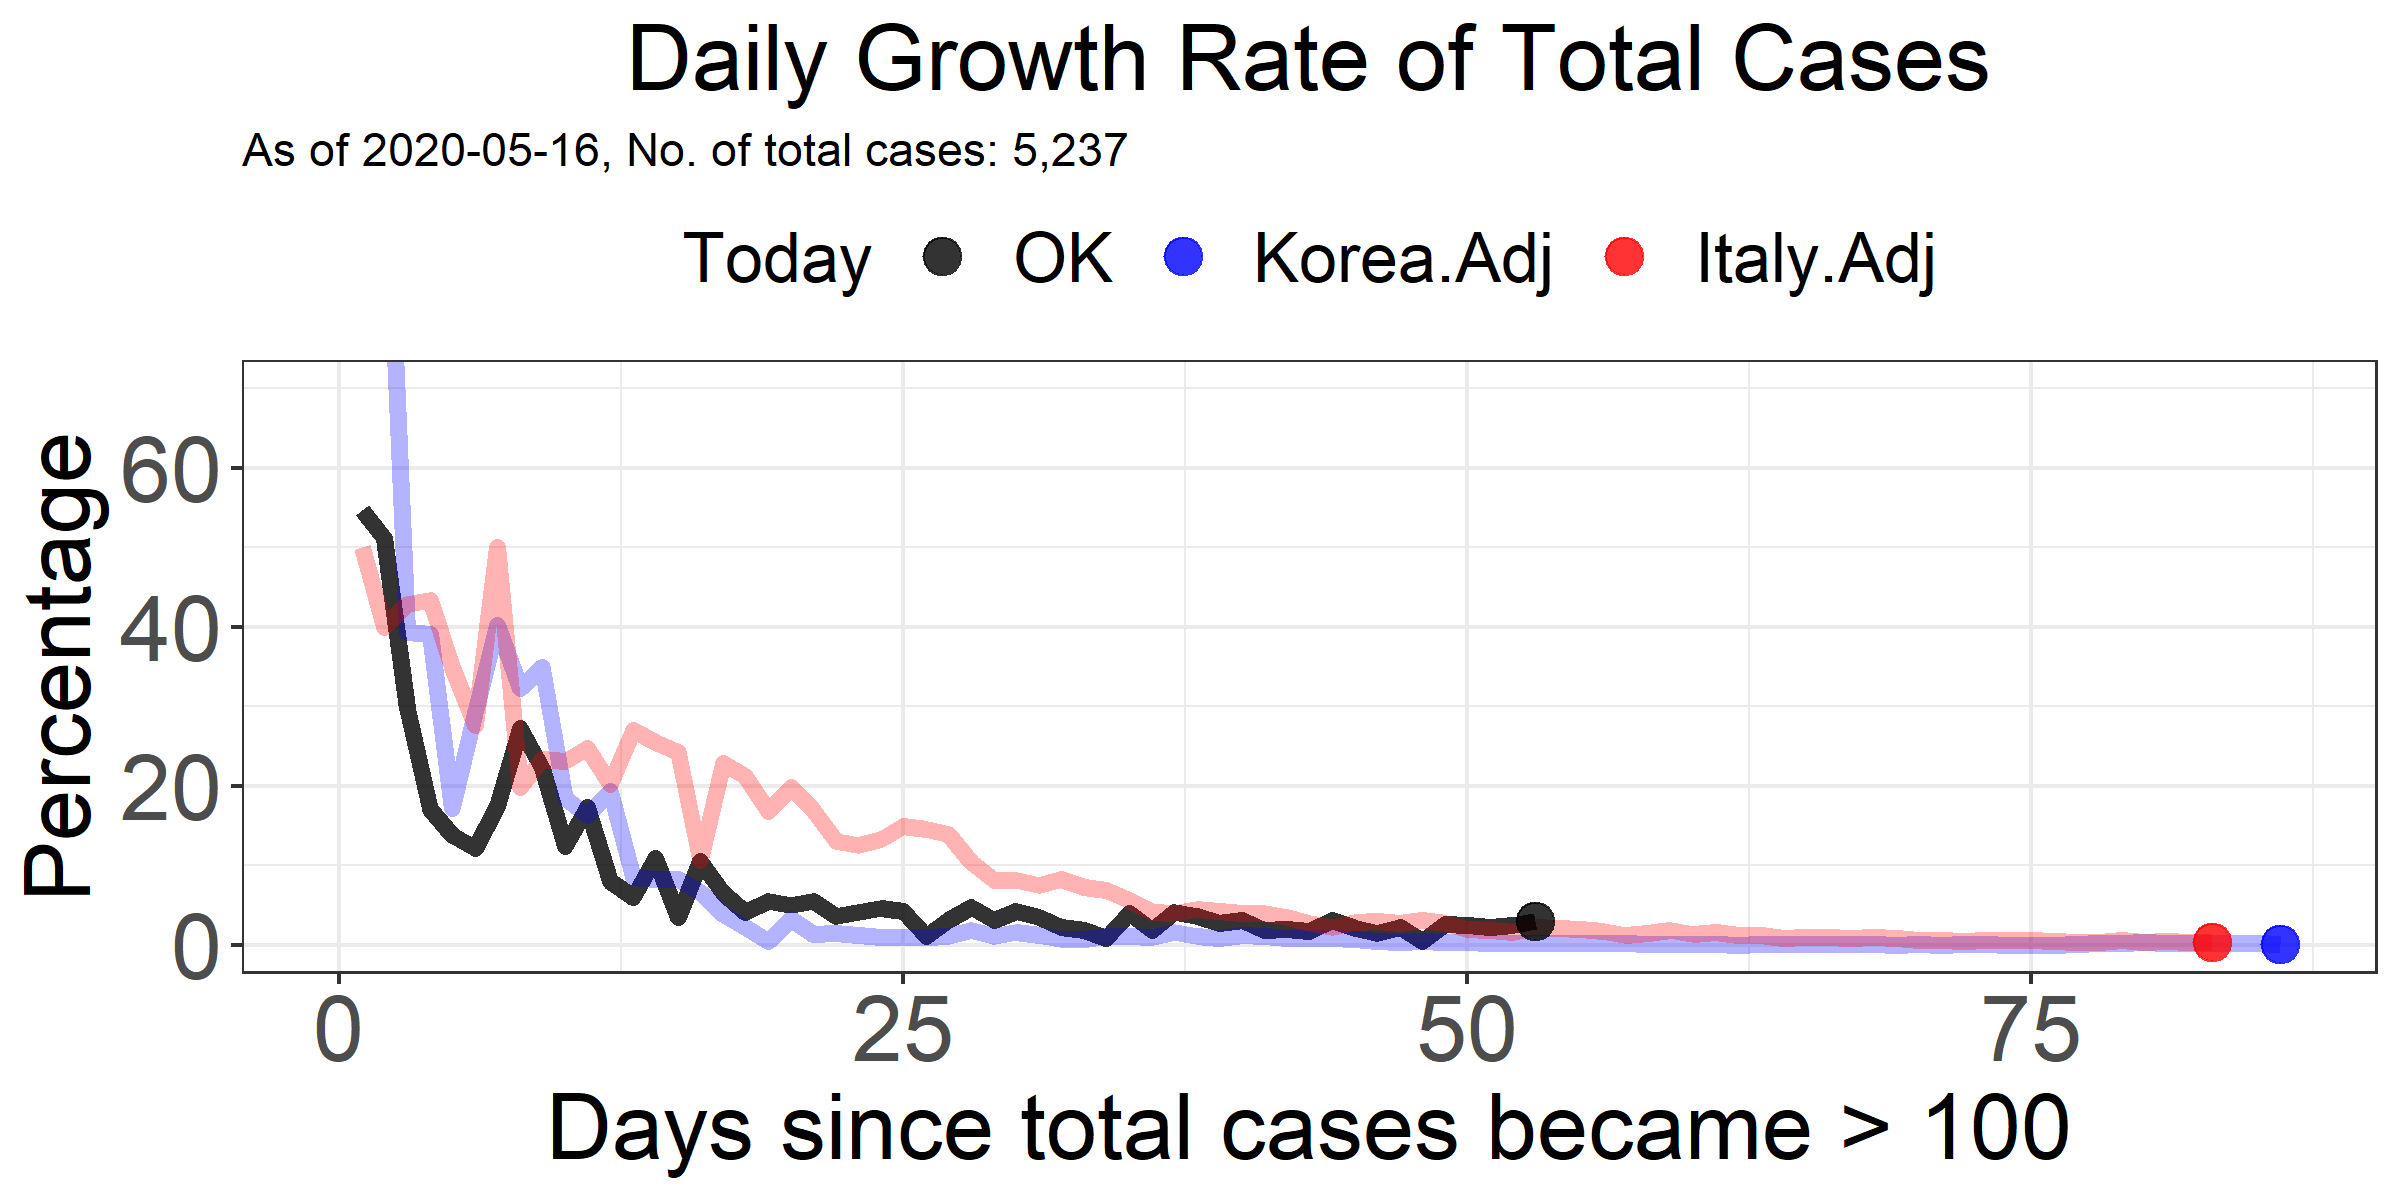 Daily Growth Rate of Total Cases
As of 2020-05-16, No. of total cases: 5,237
Today OK Korea.Adj Italy.Adj
Percentage
60
40
20
0
0 25 50 75
Days since total cases became > 100